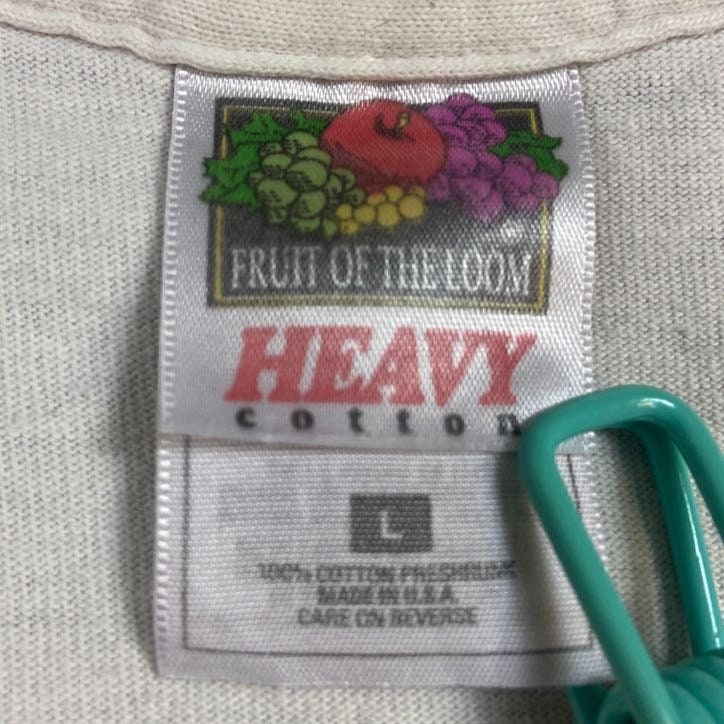 FRUIT OF THE LOOM
HEAVY
cotton
L
100% COTTON PRESHRUNK
MADE IN U.S.A.
CARE ON REVERSE